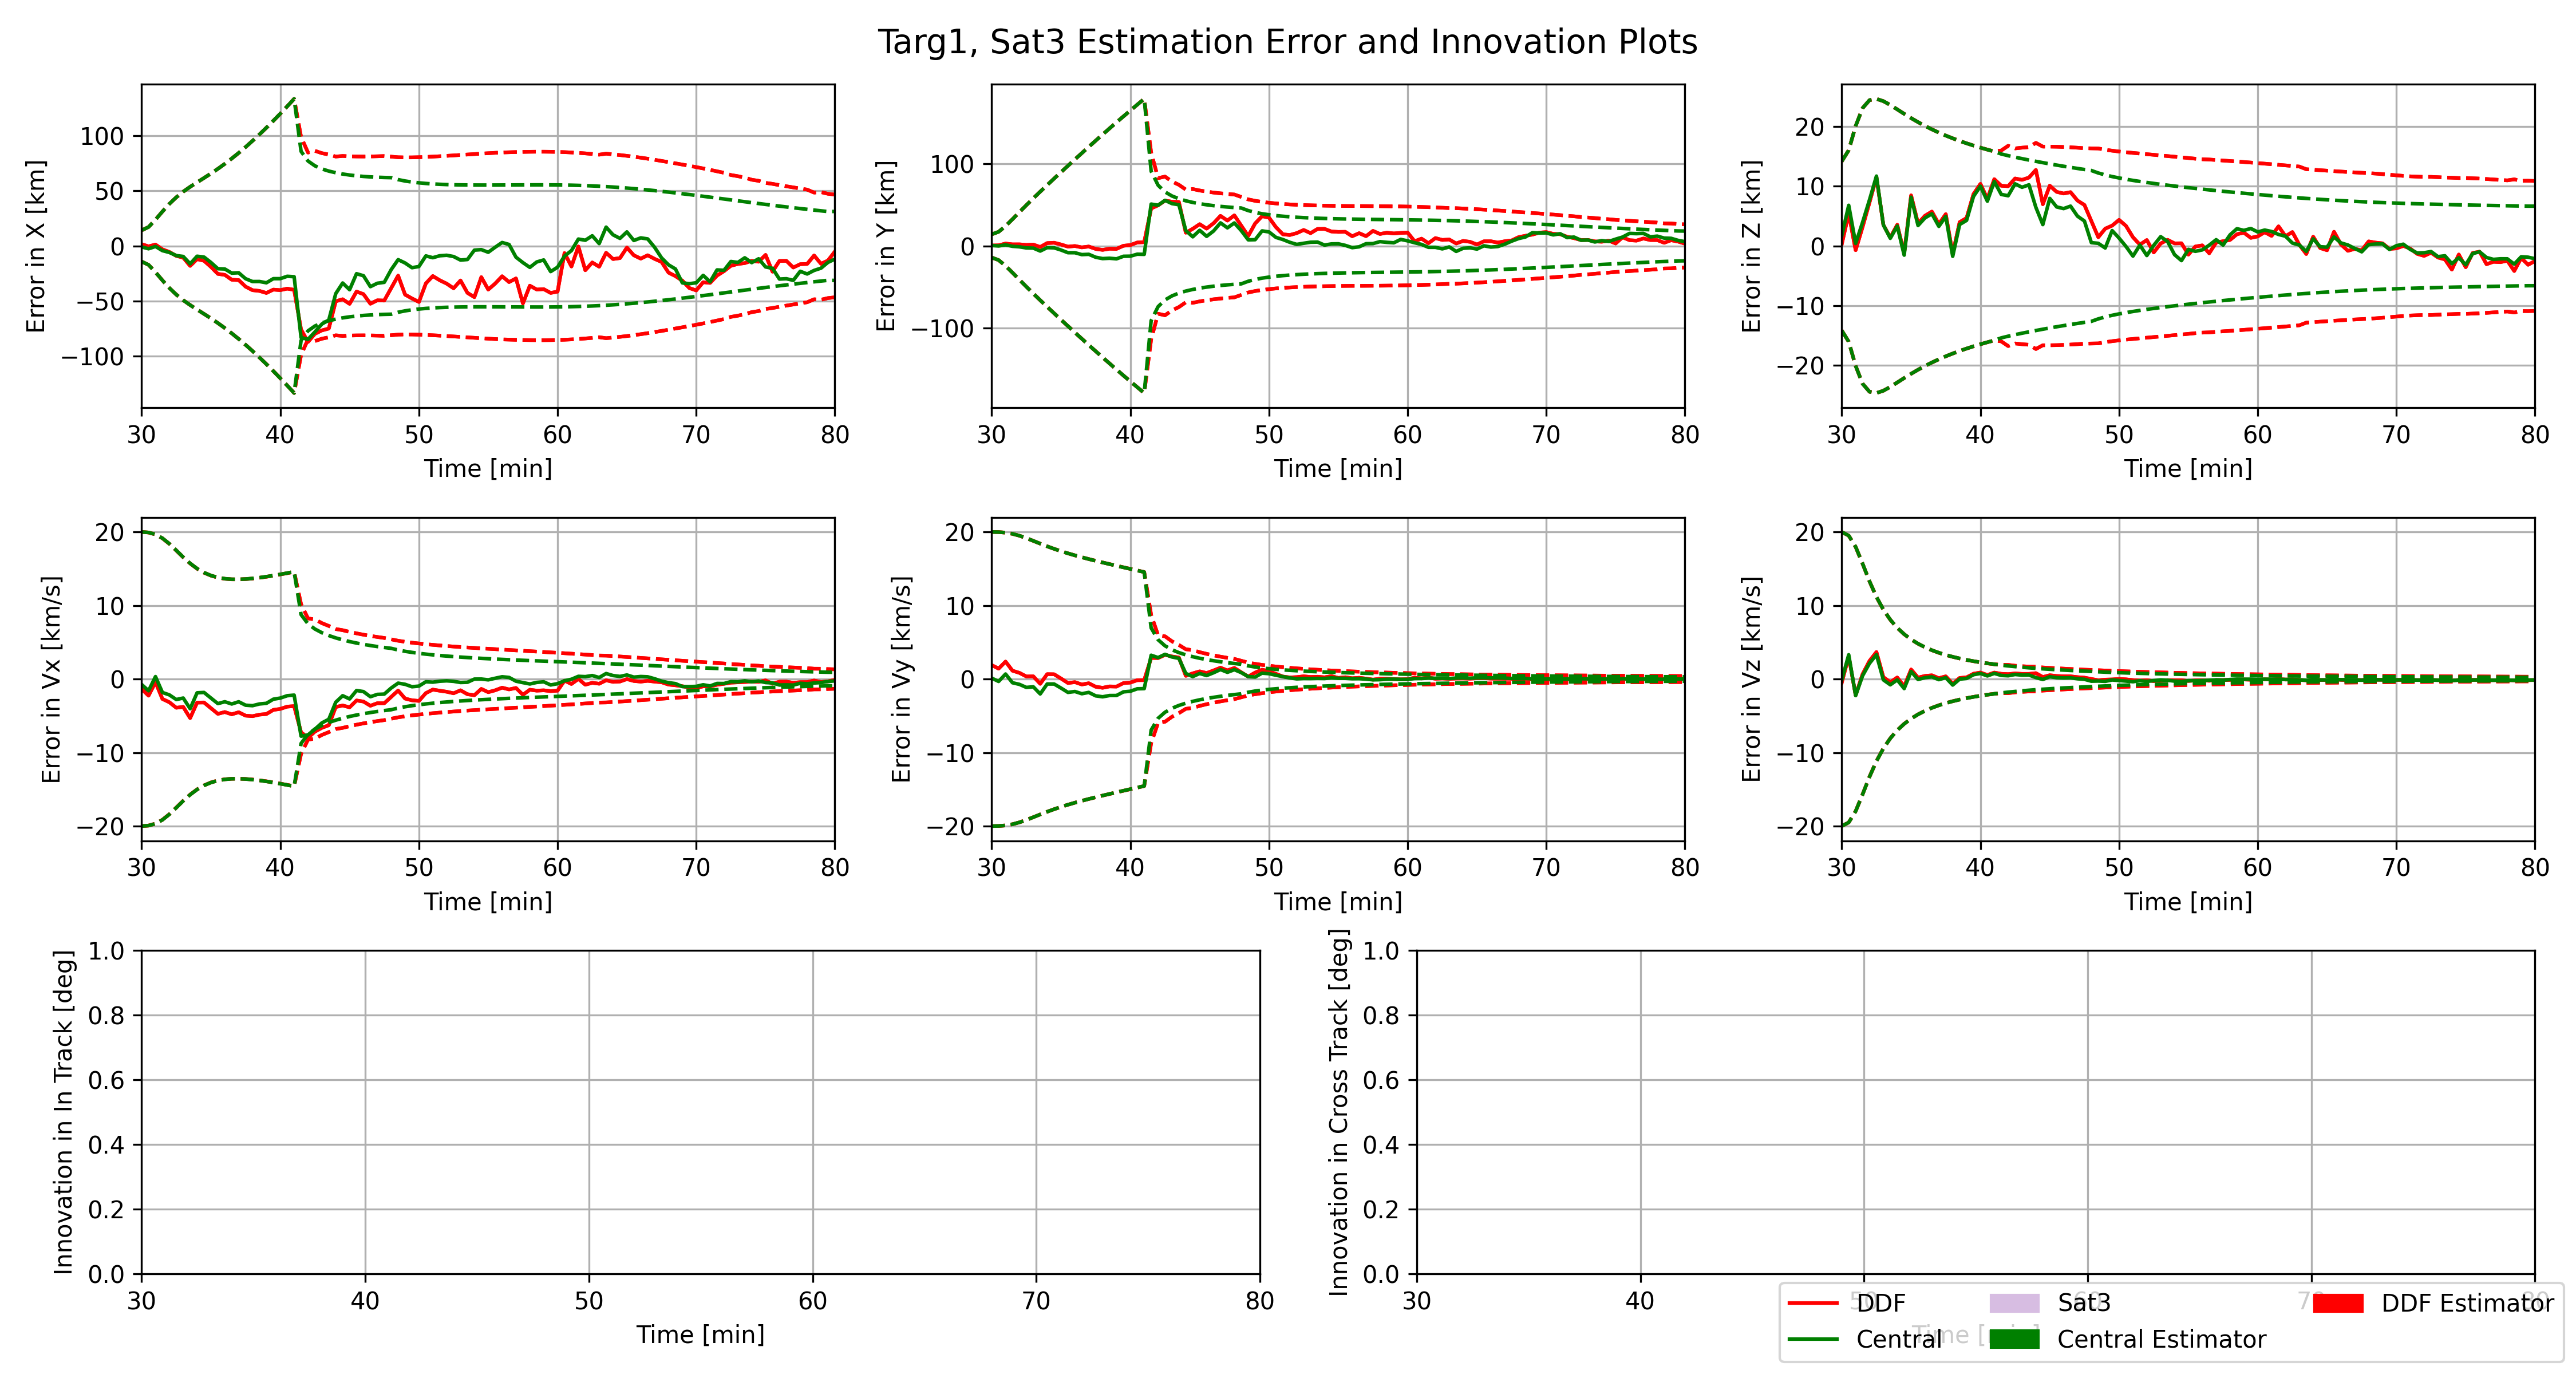 Targ1, Sat3 Estimation Error and Innovation Plots
Error in X [km]
100
50
0
−50
−100
30 40 50 60 70 80
Time [min]
Error in Y [km]
100
0
−100
30 40 50 60 70 80
Time [min]
Error in Z [km]
20
10
0
−10
−20
30 40 50 60 70 80
Time [min]
Error in Vx [km/s]
20
10
0
−10
−20
30 40 50 60 70 80
Time [min]
Error in Vy [km/s]
20
10
0
−10
−20
30 40 50 60 70 80
Time [min]
Error in Vz [km/s]
20
10
0
−10
−20
30 40 50 60 70 80
Time [min]
Innovation in In Track [deg]
1.0
0.8
0.6
0.4
0.2
0.0
30 40 50 60 70 80
Time [min]
Innovation in Cross Track [deg]
1.0
0.8
0.6
0.4
0.2
0.0
30 40 50 60 70 80
Time [min]
DDF
Central
Sat3
Central Estimator
DDF Estimator